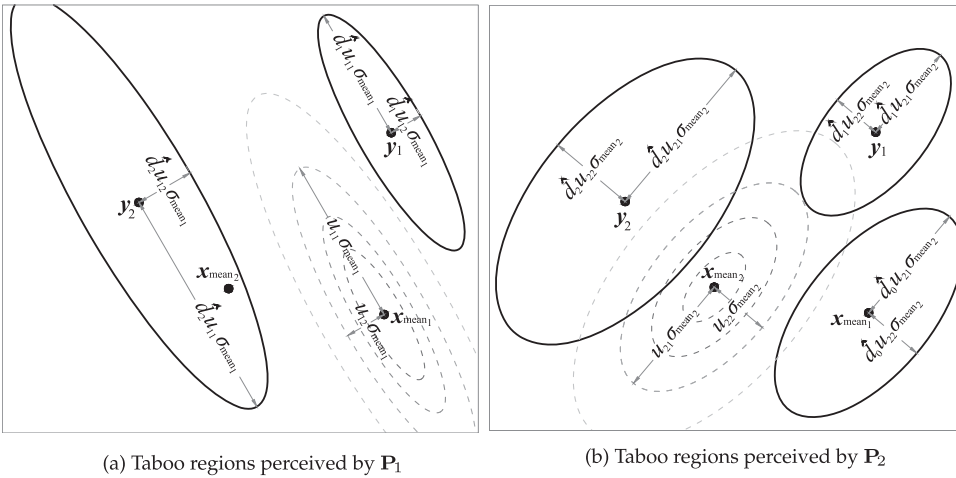 d̂₁u₁₁σmean₁
d̂₁u₁₂σmean₁
y₁
d̂₂u₁₂σmean₁
y₂
xmean₂
d̂₂u₁₁σmean₁
u₁₁σmean₁
u₁₂σmean₁
xmean₁
(a) Taboo regions perceived by P₁
d̂₁u₂₂σmean₂
d̂₁u₂₁σmean₂
y₁
d̂₂u₂₂σmean₂
d̂₂u₂₁σmean₂
y₂
xmean₂
u₂₁σmean₂
u₂₂σmean₂
d̂₀u₂₁σmean₂
xmean₁
d̂₀u₂₂σmean₂
(b) Taboo regions perceived by P₂